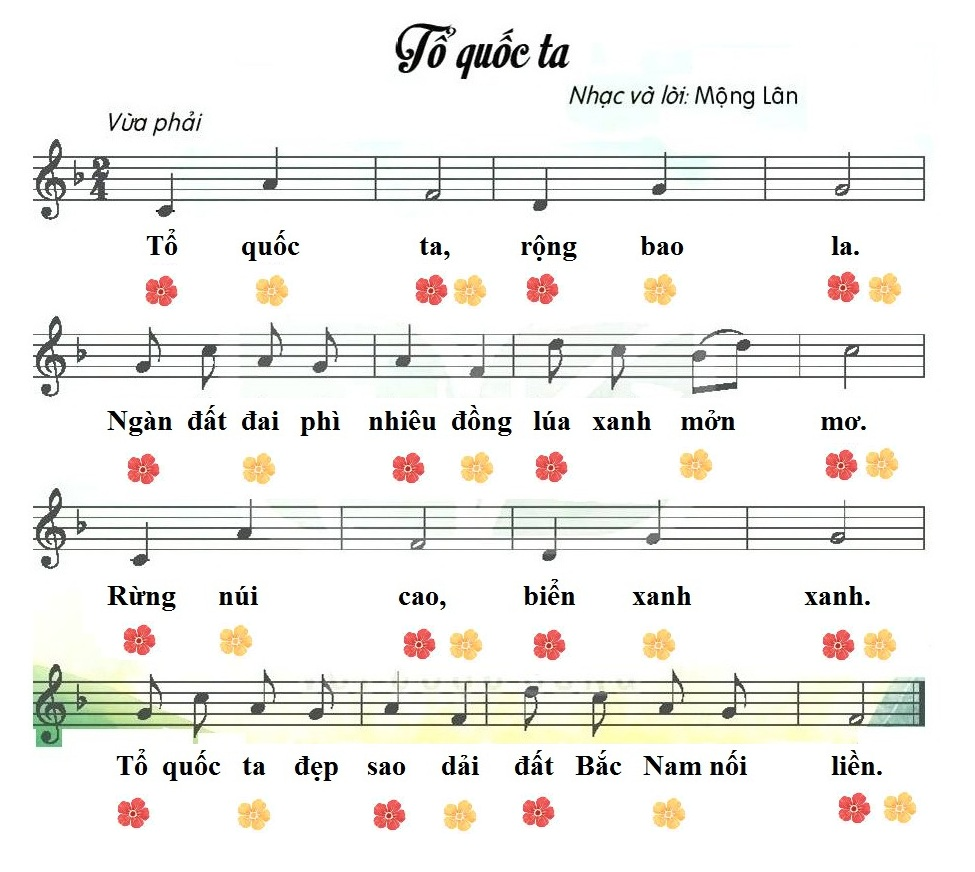 Tổ quốc ta
Nhạc và lời: Mộng Lân
Vừa phải
2
4
Tổ quốc ta, rộng bao la.
Ngàn đất đai phì nhiêu đồng lúa xanh mởn mơ.
Rừng núi cao, biển xanh xanh.
Tổ quốc ta đẹp sao dải đất Bắc Nam nối liền.